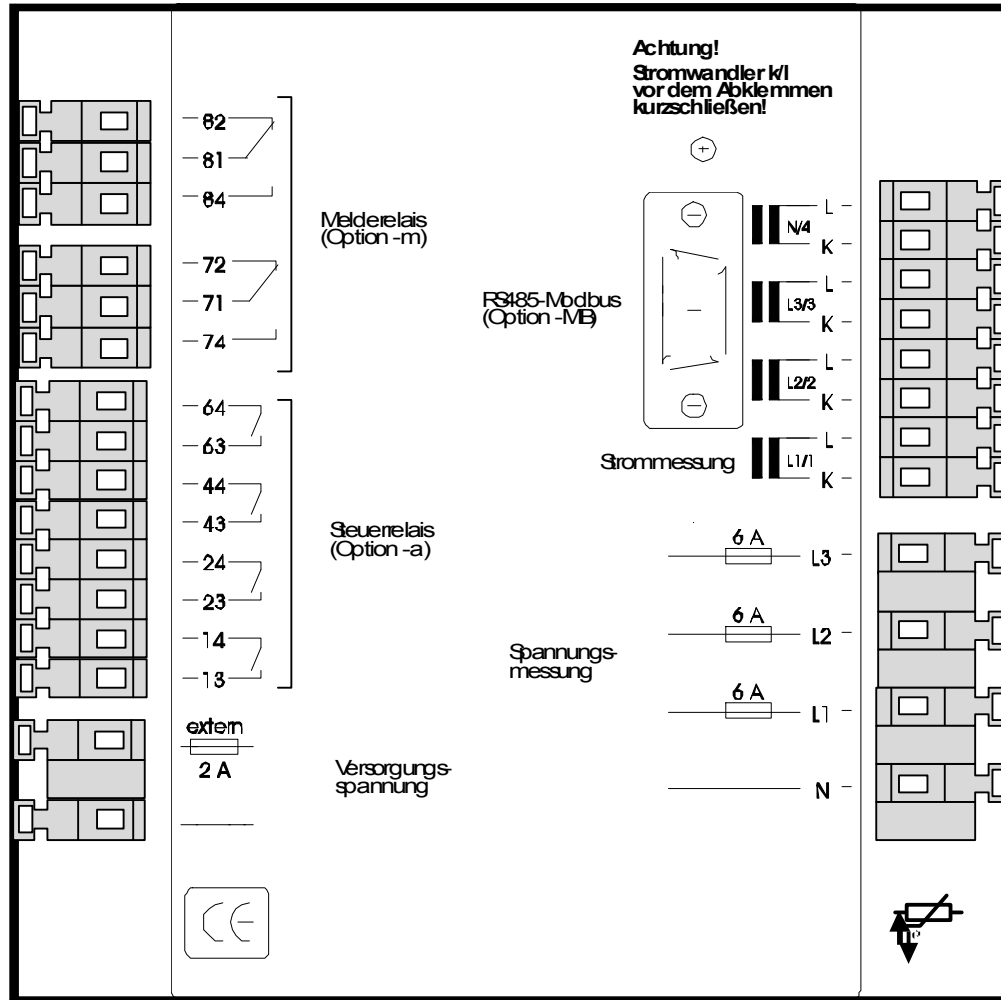 Achtung!
Stromwandler k/l
vor dem Abklemmen
kurzschließen!
82
81
84
Melderelais
(Option -m)
72
71
74
RS485-Modbus
(Option -MB)
N/4
L
K
L3/3
L
K
L2/2
L
K
Strommessung
L1/1
L
K
64
63
44
43
Steuerrelais
(Option -a)
24
23
14
13
6 A
L3
6 A
L2
Spannungs-
messung
6 A
L1
N
extern
2 A
Versorgungs-
spannung
CE